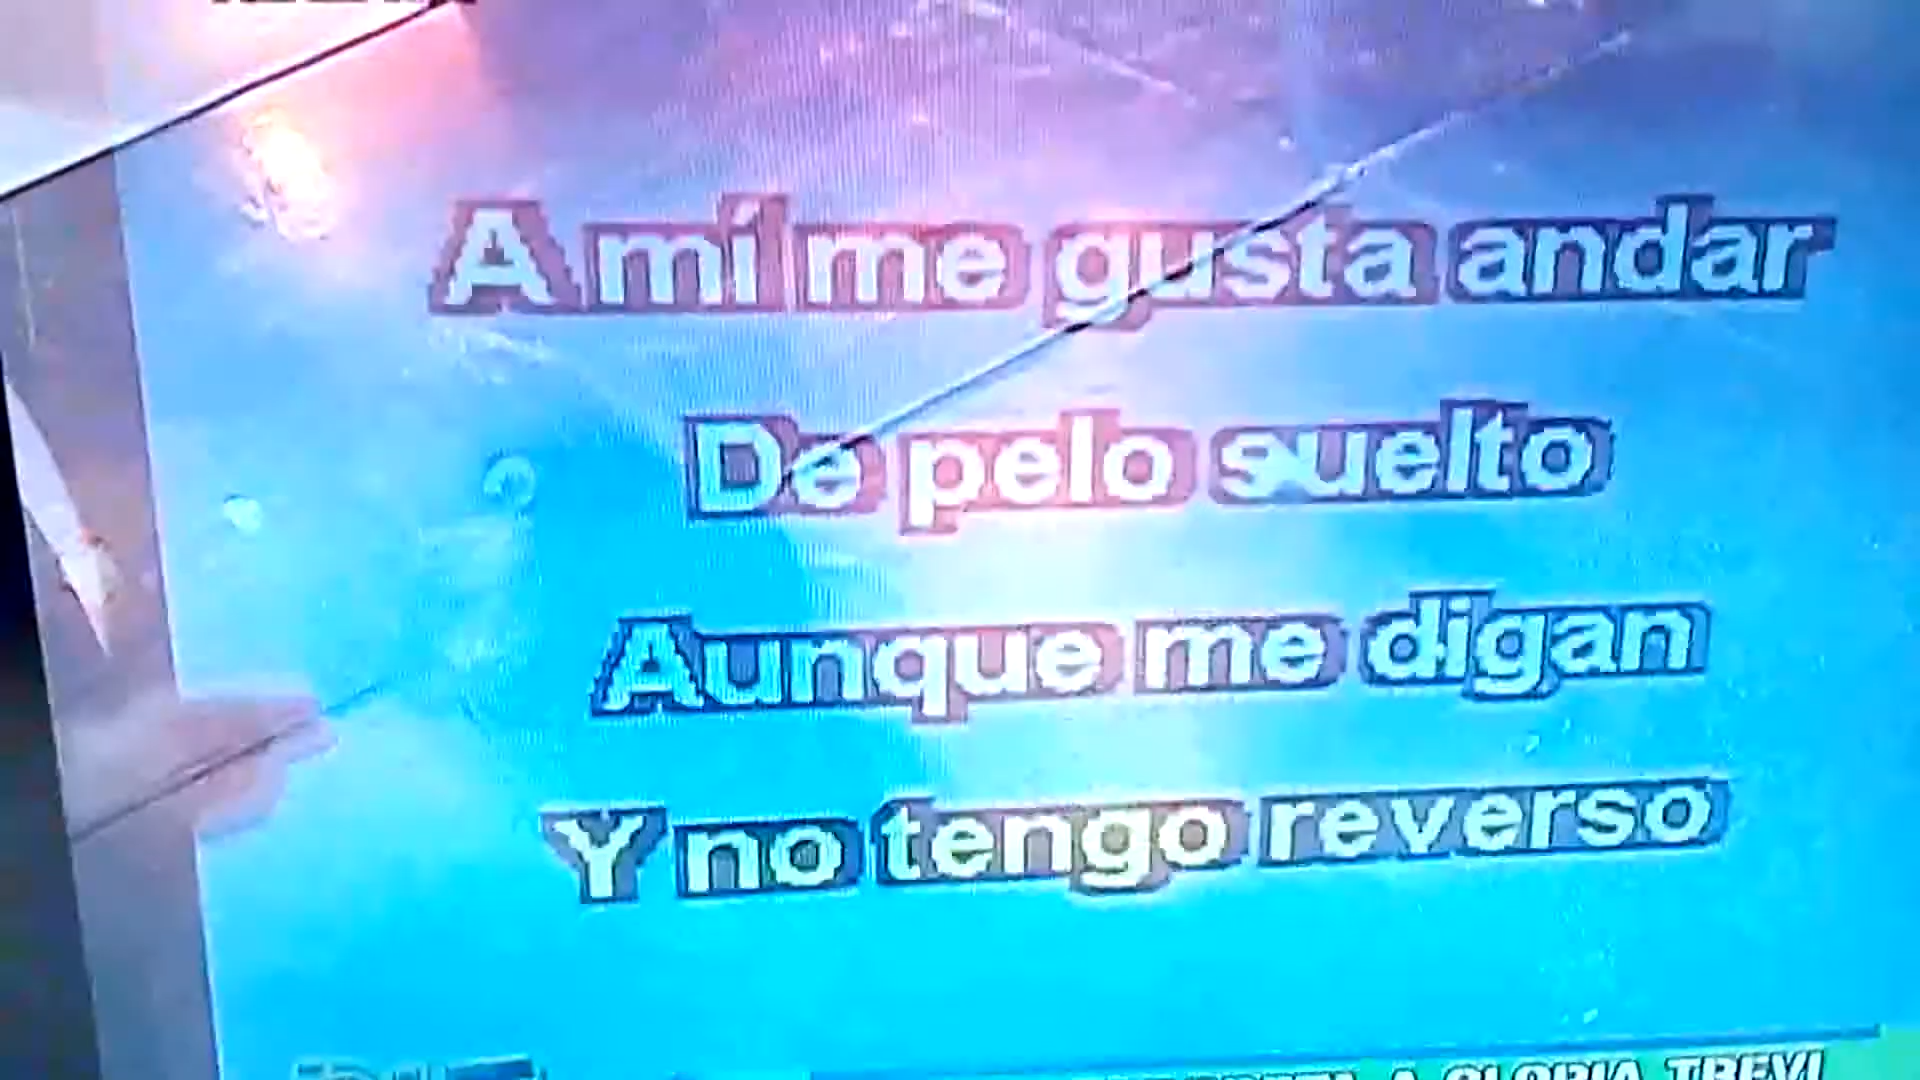 A mí me gusta andar
De pelo suelto
Aunque me digan
Y no tengo reverso
A GLORIA TREVI